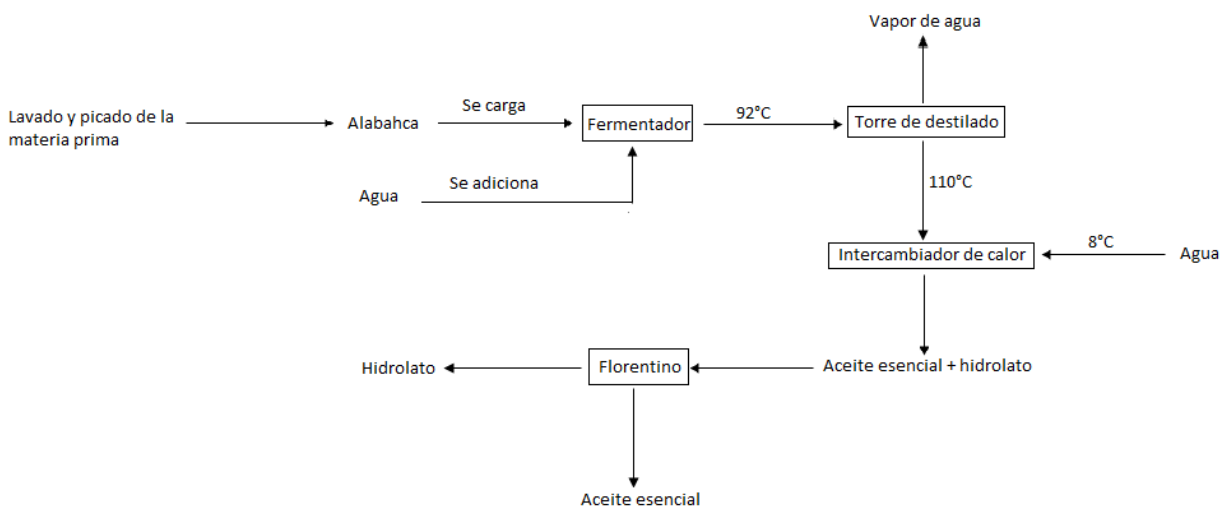 Vapor de agua
Lavado y picado de la
materia prima
Alabahca
Se carga
Fermentador
92°C
Torre de destilado
Agua
Se adiciona
110°C
Intercambiador de calor
8°C
Agua
Hidrolato
Florentino
Aceite esencial + hidrolato
Aceite esencial